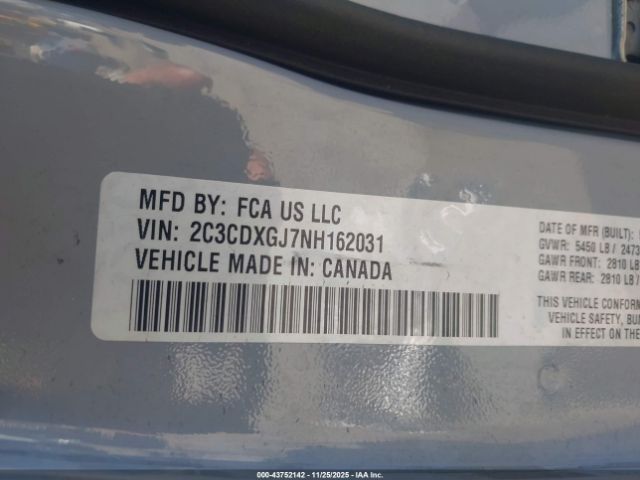 MFD BY: FCA US LLC
VIN: 2C3CDXGJ7NH162031
VEHICLE MADE IN: CANADA
DATE OF MFR (BUILT):
GVWR: 5450 LB / 2473
GAWR FRONT: 2810 LB
GAWR REAR: 2810 LB /
THIS VEHICLE CONFORM
VEHICLE SAFETY, BU
IN EFFECT ON THE
000-43752142 - 11/25/2025 - IAA Inc.